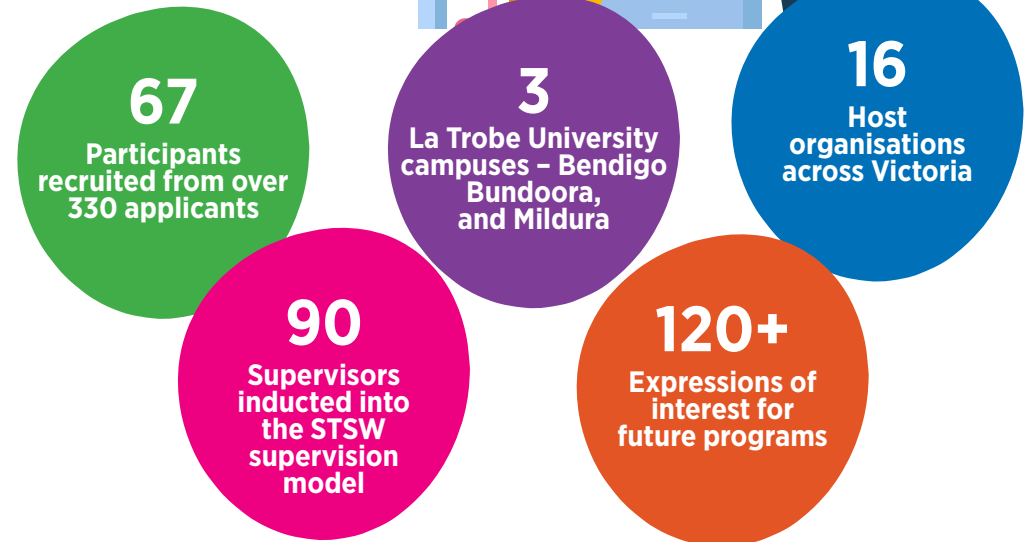 67
Participants
recruited from over
330 applicants
3
La Trobe University
campuses – Bendigo
Bundoora,
and Mildura
16
Host
organisations
across Victoria
90
Supervisors
inducted into
the STSW
supervision
model
120+
Expressions of
interest for
future programs